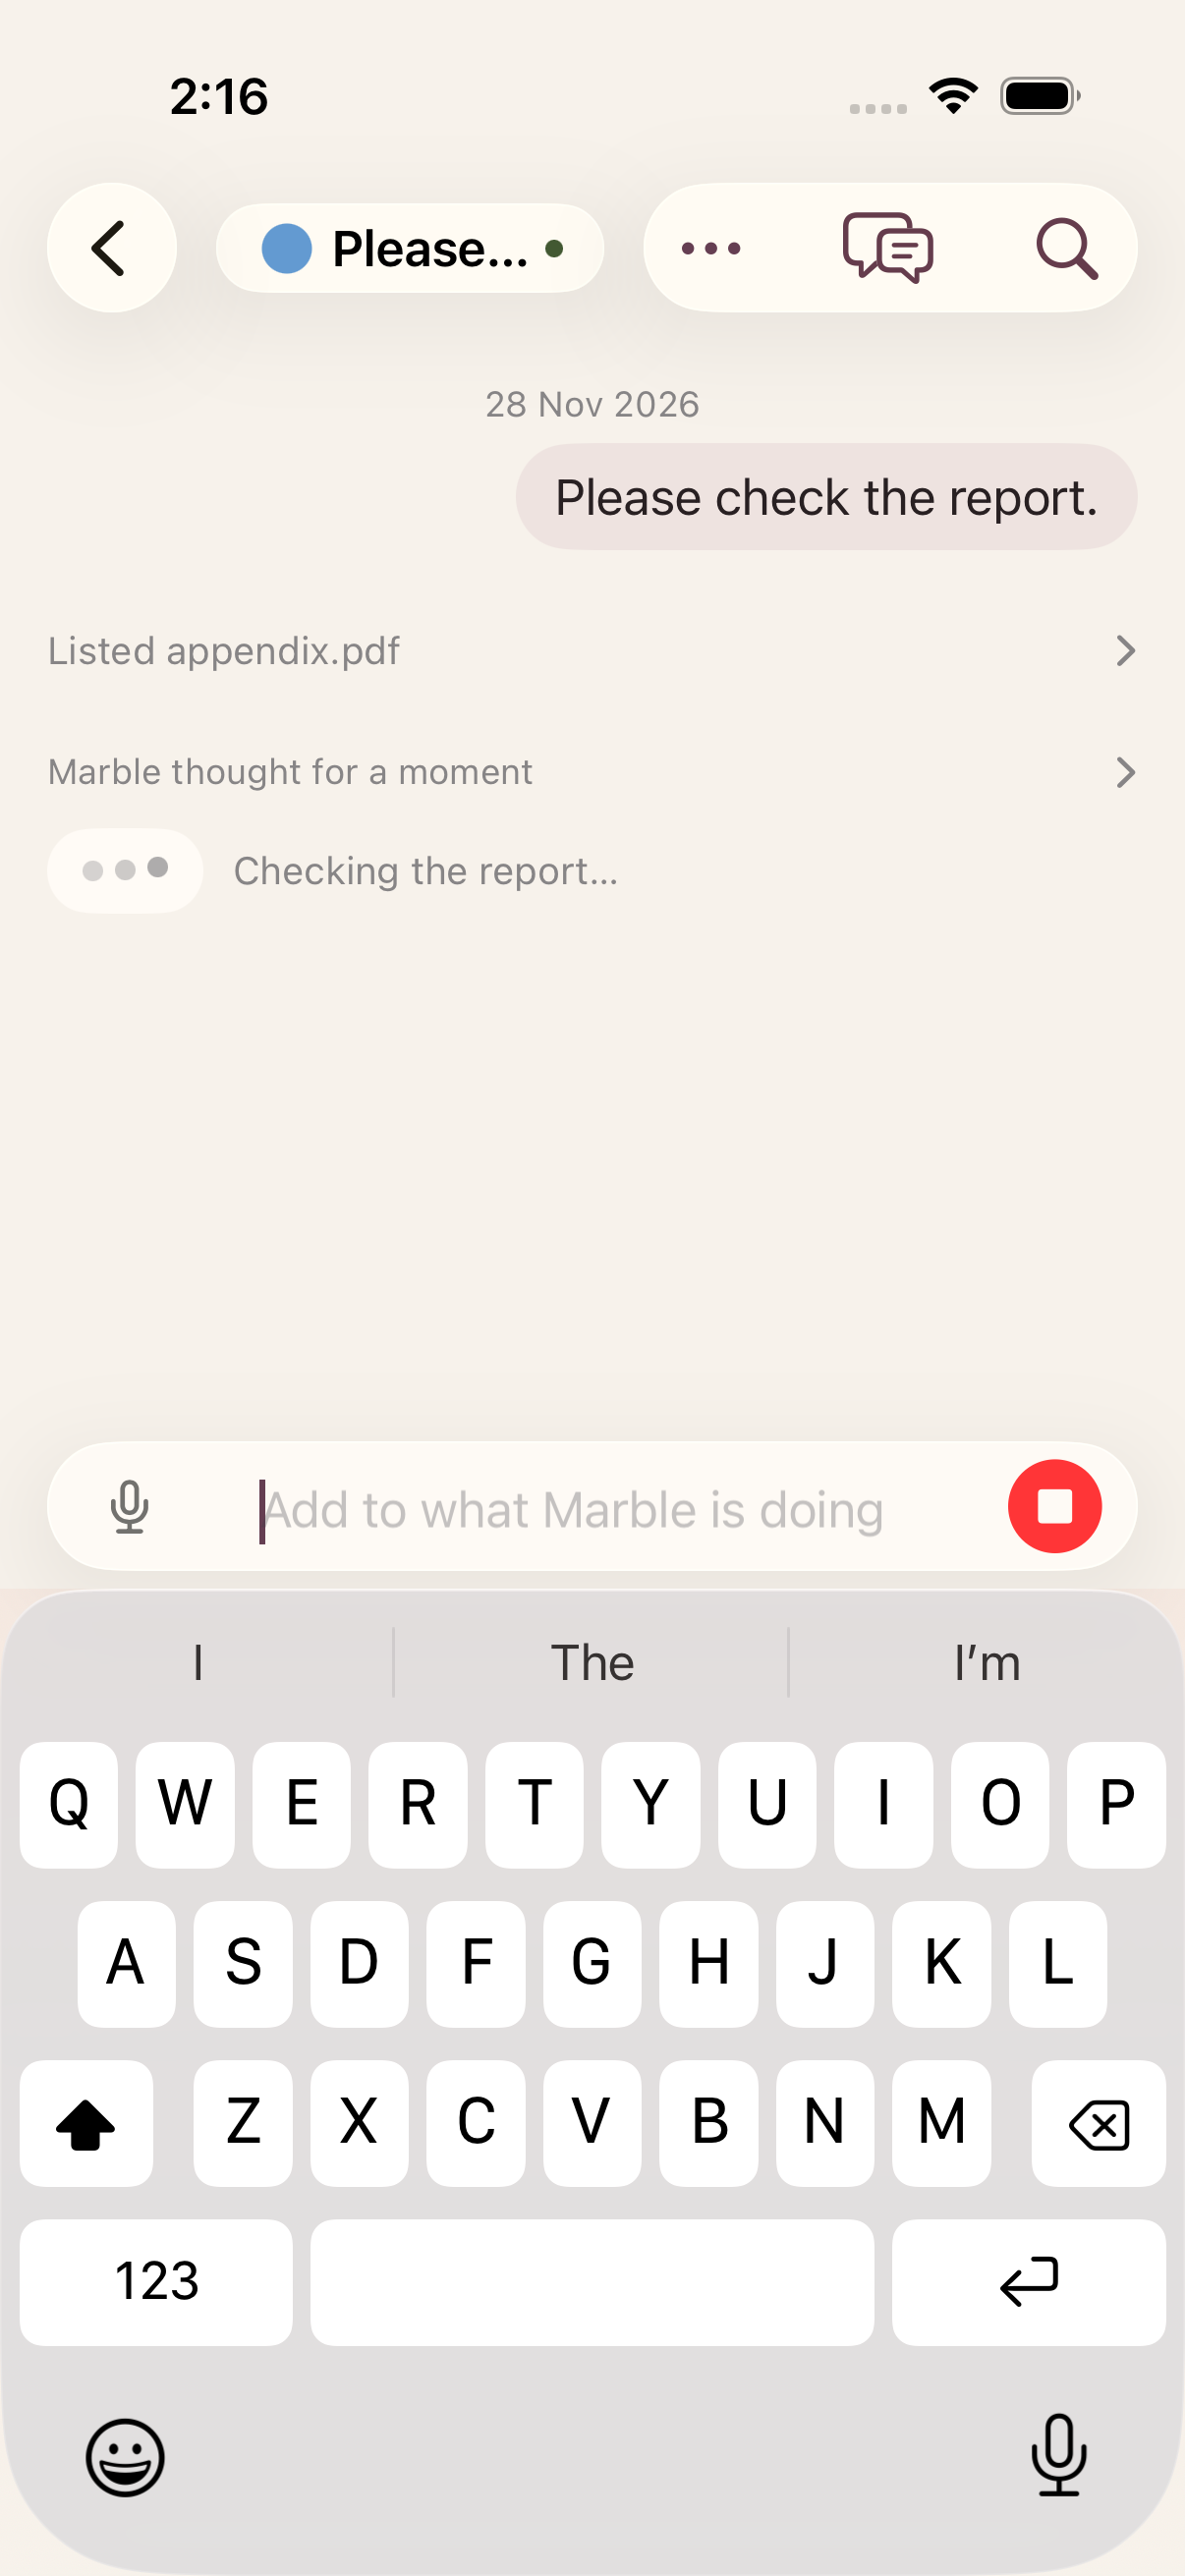 2:16
Please...
28 Nov 2026
Please check the report.
Listed appendix.pdf
Marble thought for a moment
Checking the report...
Add to what Marble is doing
I The I’m
Q W E R T Y U I O P
A S D F G H J K L
Z X C V B N M
123